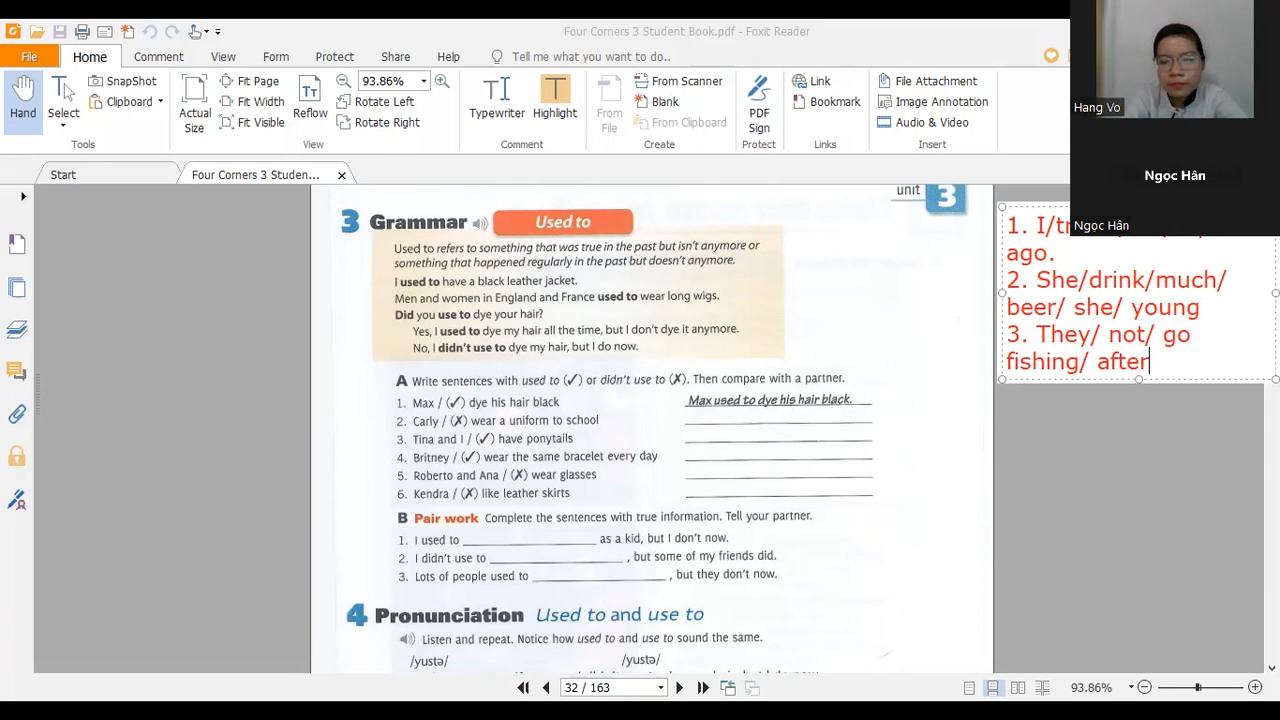 Four Corners 3 Student Book.pdf - Foxit Reader
File Home Comment View Form Protect Share Help Tell me what you want to do..
Hand
Select
SnapShot
Clipboard
Tools
Actual Size
Fit Page
Fit Width
Fit Visible
Reflow
93.86%
Rotate Left
Rotate Right
View
Typewriter
Highlight
Comment
From File
From Scanner
Blank
From Clipboard
Create
PDF Sign
Protect
Link
Bookmark
Links
File Attachment
Image Annotation
Audio & Video
Insert
Hang Vo
Ngọc Hân
Ngọc Hân
Start
Four Corners 3 Studen...
unit 3
3 Grammar Used to
Used to refers to something that was true in the past but isn't anymore or
something that happened regularly in the past but doesn't anymore.
I used to have a black leather jacket.
Men and women in England and France used to wear long wigs.
Did you use to dye your hair?
Yes, I used to dye my hair all the time, but I don't dye it anymore.
No, I didn't use to dye my hair, but I do now.
A Write sentences with used to (✓) or didn't use to (✗). Then compare with a partner.
1. Max / (✓) dye his hair black Max used to dye his hair black.
2. Carly / (✗) wear a uniform to school
3. Tina and I / (✓) have ponytails
4. Britney / (✓) wear the same bracelet every day
5. Roberto and Ana / (✗) wear glasses
6. Kendra / (✗) like leather skirts
B Pair work Complete the sentences with true information. Tell your partner.
1. I used to ____ as a kid, but I don't now.
2. I didn't use to ____ , but some of my friends did.
3. Lots of people used to ____ , but they don't now.
4 Pronunciation Used to and use to
Listen and repeat. Notice how used to and use to sound the same.
/yustə/ /yustə/
1. I/tr
ago.
2. She/drink/much/
beer/ she/ young
3. They/ not/ go
fishing/ after
32 / 163
93.86%